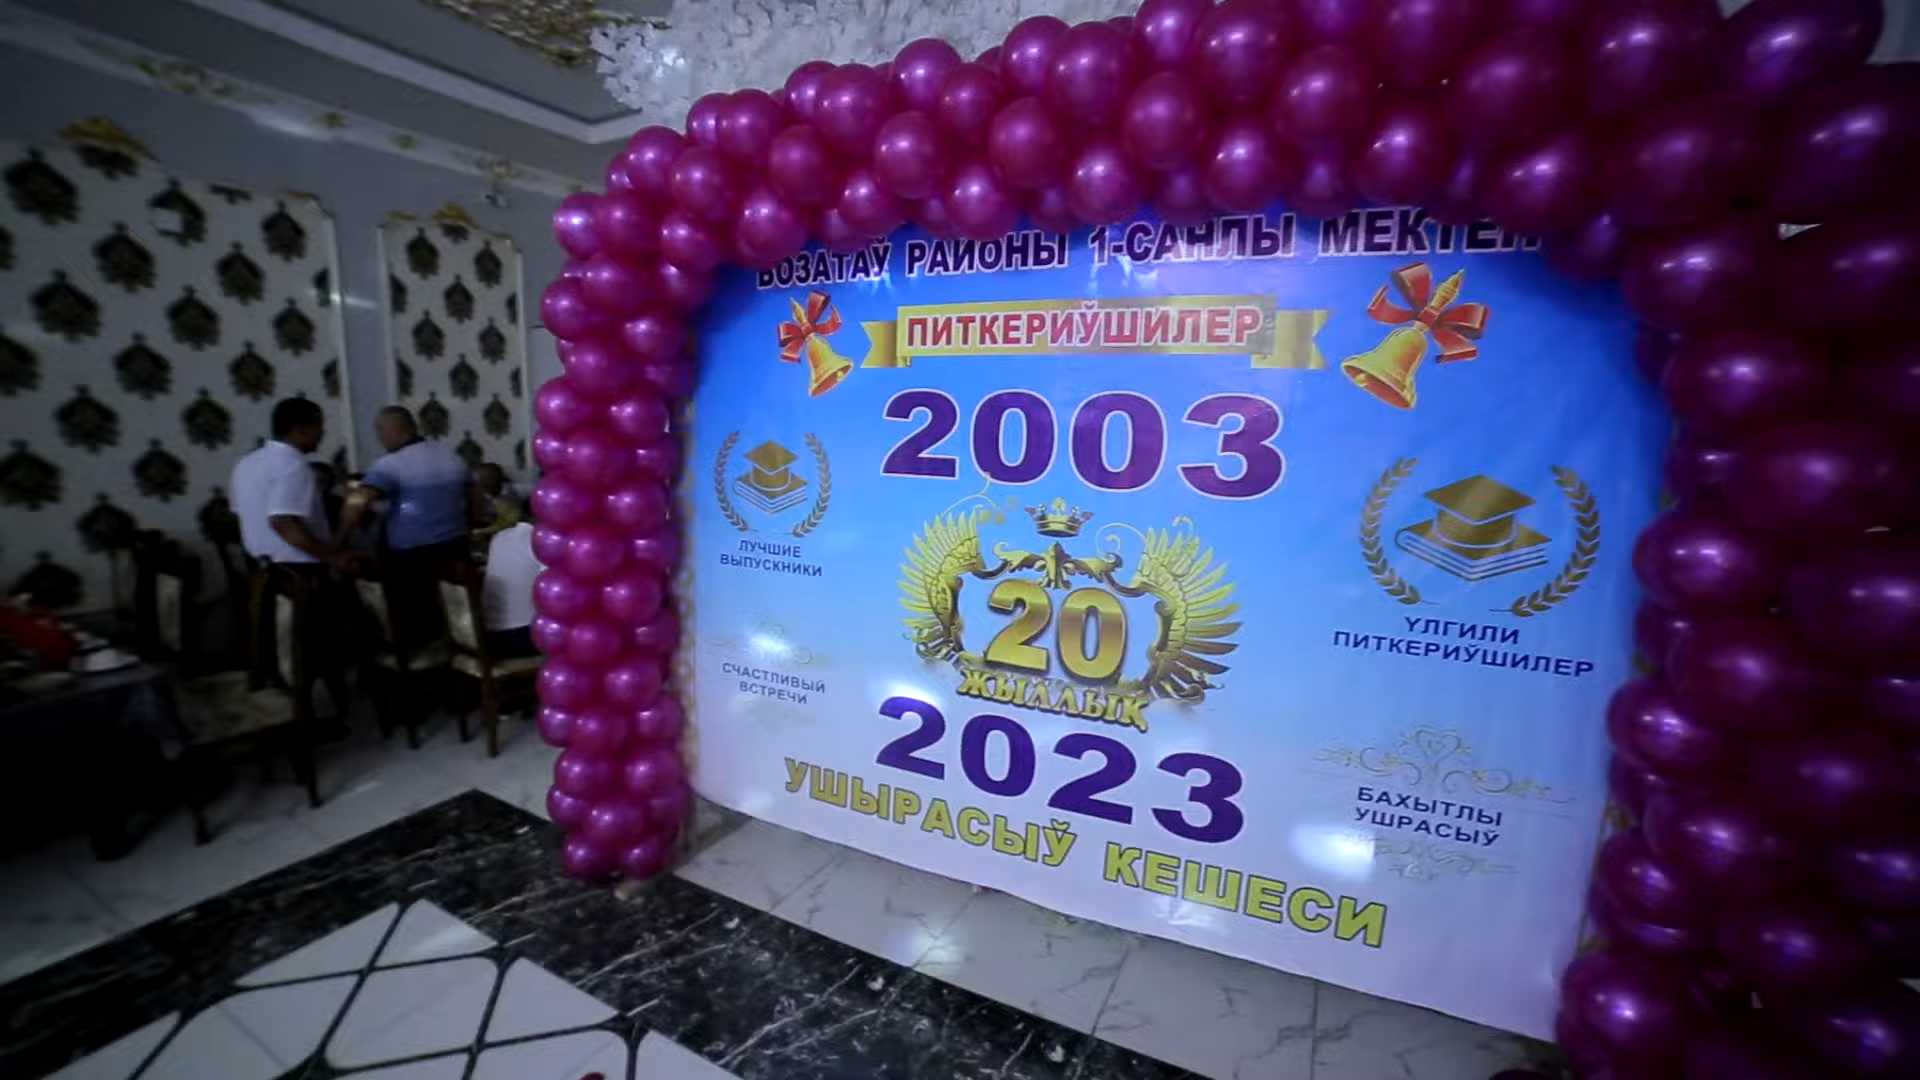 БОЗАТАЎ РАЙОНЫ 1-САНЛЫ МЕКТЕП
ПИТКЕРИЎШИЛЕР
2003
ЛУЧШИЕ
ВЫПУСКНИКИ
20
ЖЫЛЛЫҚ
ҮЛГИЛИ
ПИТКЕРИЎШИЛЕР
СЧАСТЛИВЫЙ
ВСТРЕЧИ
2023
БАХЫТЛЫ
УШРАСЫЎ
УШЫРАСЫЎ КЕШЕСИ